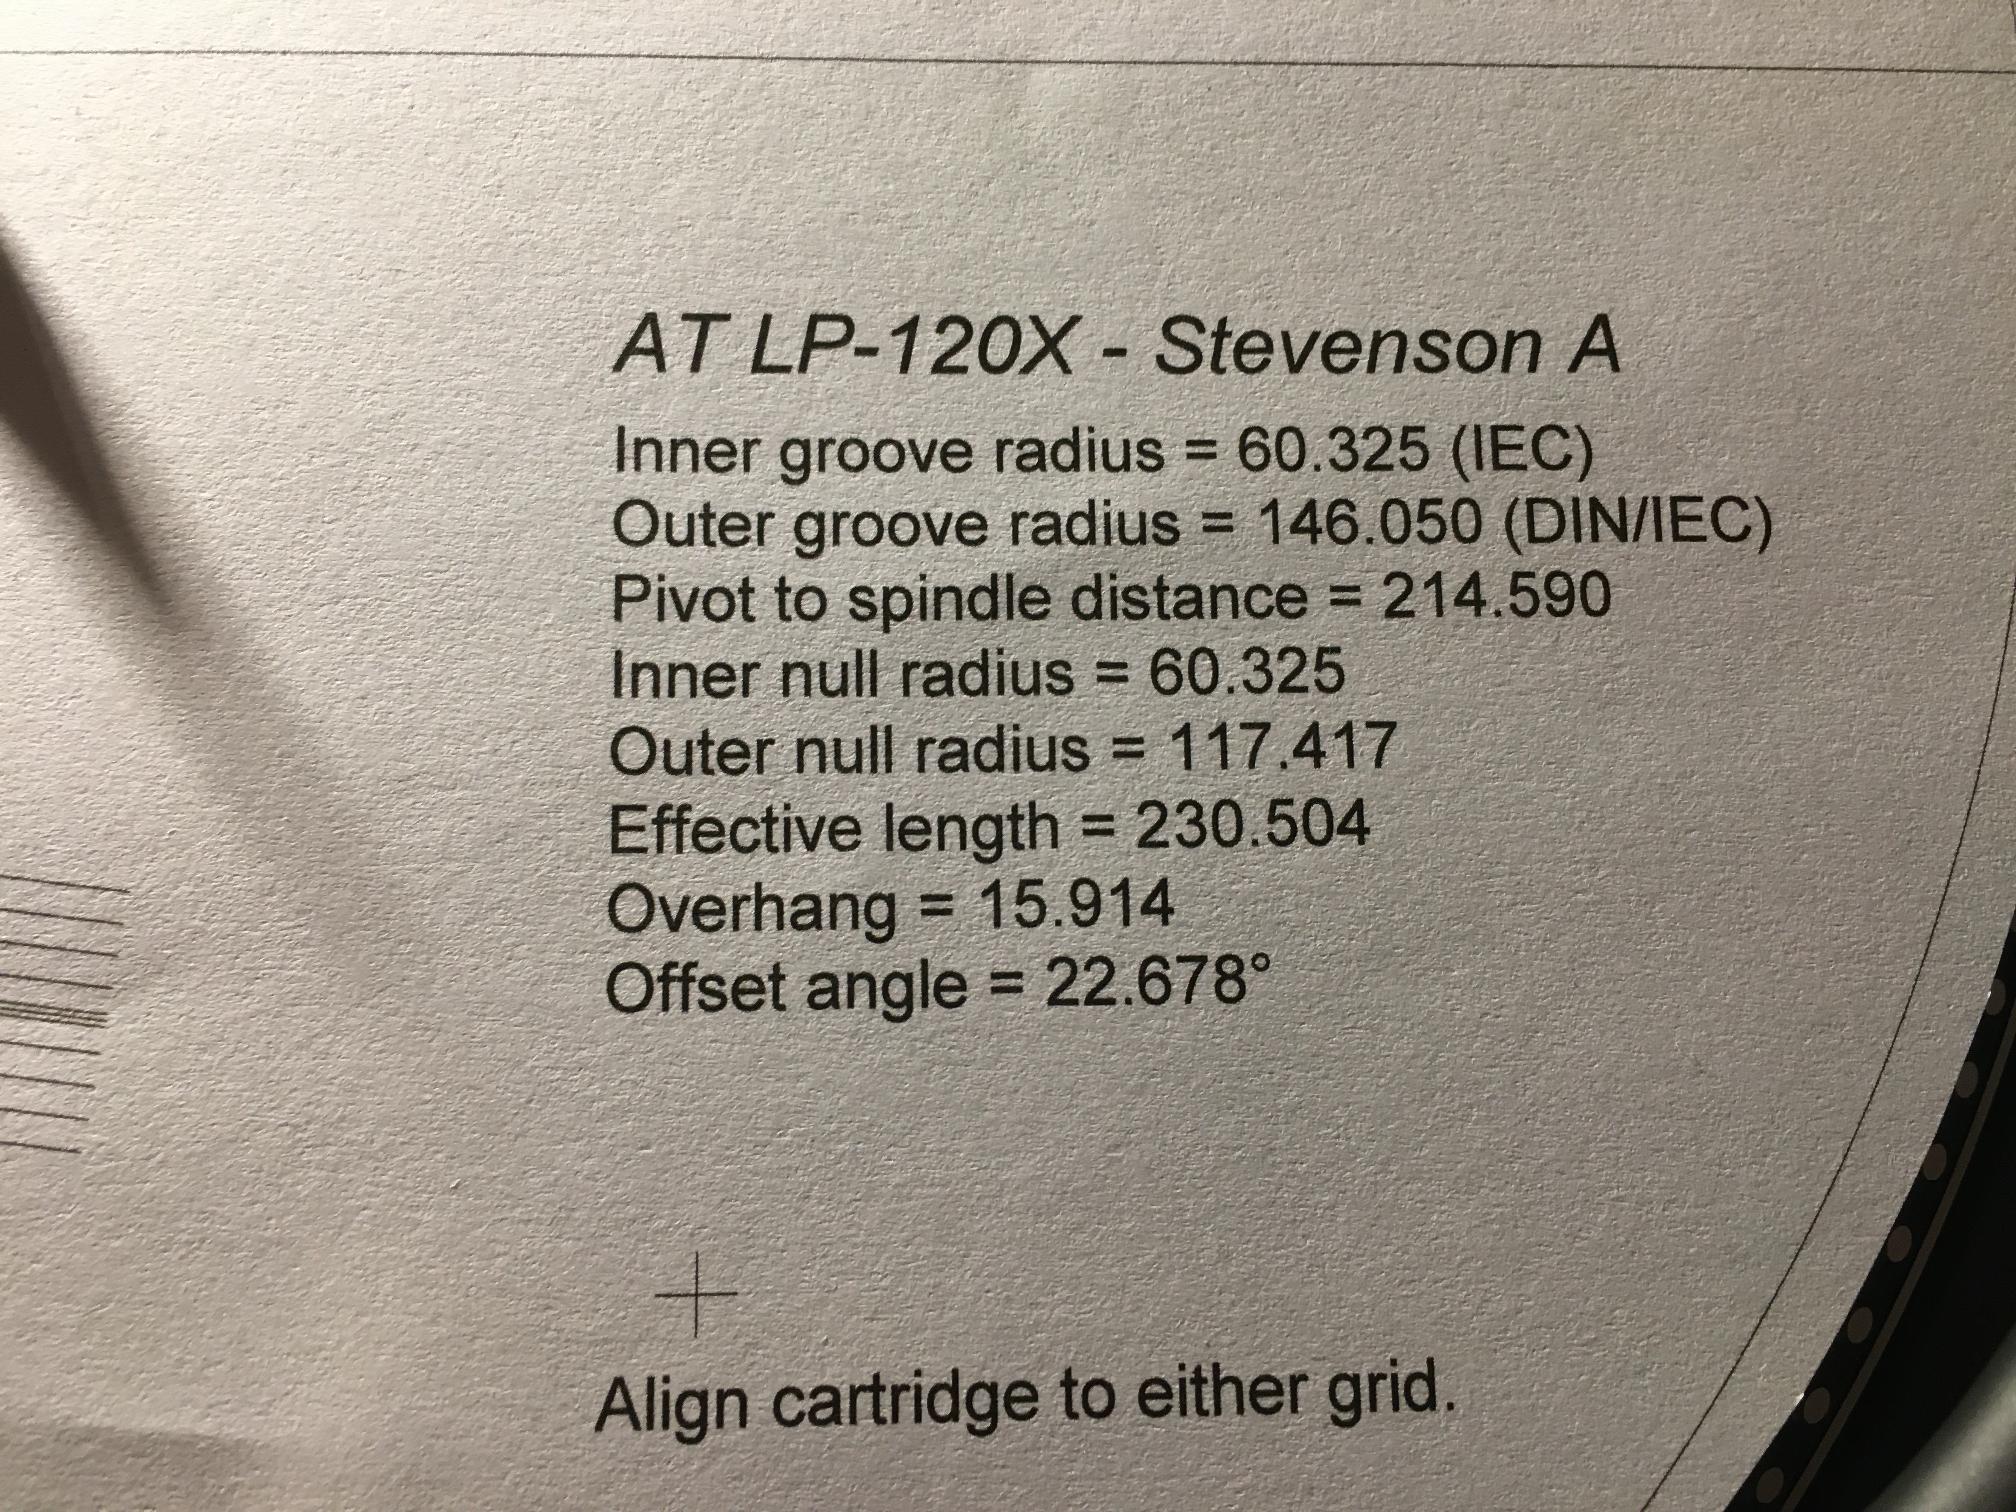 AT LP-120X - Stevenson A
Inner groove radius = 60.325 (IEC)
Outer groove radius = 146.050 (DIN/IEC)
Pivot to spindle distance = 214.590
Inner null radius = 60.325
Outer null radius = 117.417
Effective length = 230.504
Overhang = 15.914
Offset angle = 22.678°
Align cartridge to either grid.